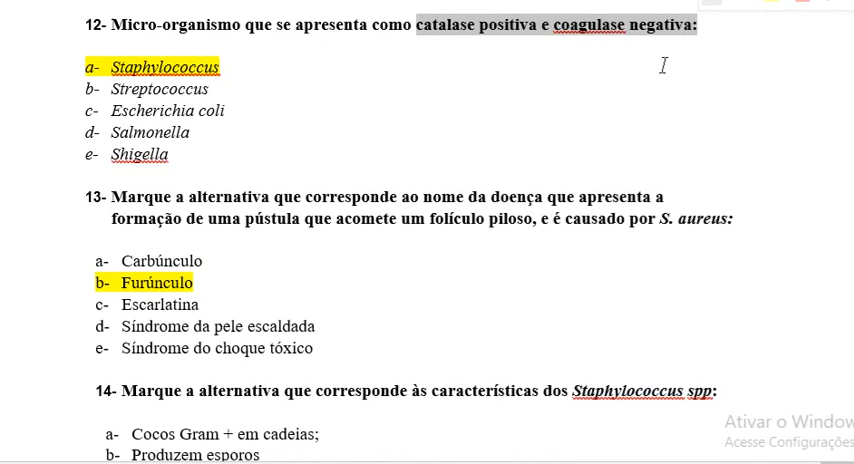 12- Micro-organismo que se apresenta como catalase positiva e coagulase negativa:
a- Staphylococcus
b- Streptococcus
c- Escherichia coli
d- Salmonella
e- Shigella
13- Marque a alternativa que corresponde ao nome da doença que apresenta a
formação de uma pústula que acomete um folículo piloso, e é causado por S. aureus:
a- Carbúnculo
b- Furúnculo
c- Escarlatina
d- Síndrome da pele escaldada
e- Síndrome do choque tóxico
14- Marque a alternativa que corresponde às características dos Staphylococcus spp:
a- Cocos Gram + em cadeias;
b- Produzem esporos
Ativar o Window
Acesse Configurações